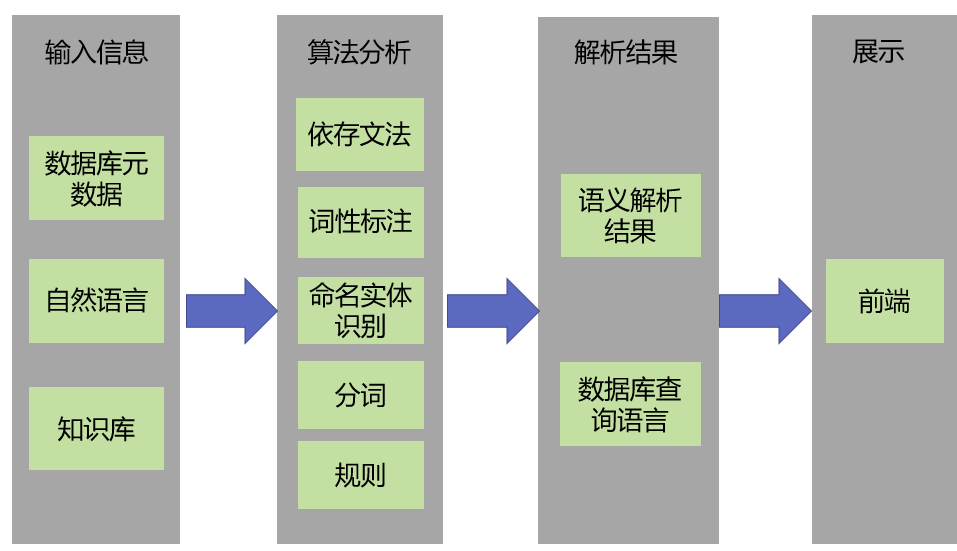 输入信息
数据库元
数据
自然语言
知识库
算法分析
依存文法
词性标注
命名实体
识别
分词
规则
解析结果
语义解析
结果
数据库查
询语言
展示
前端